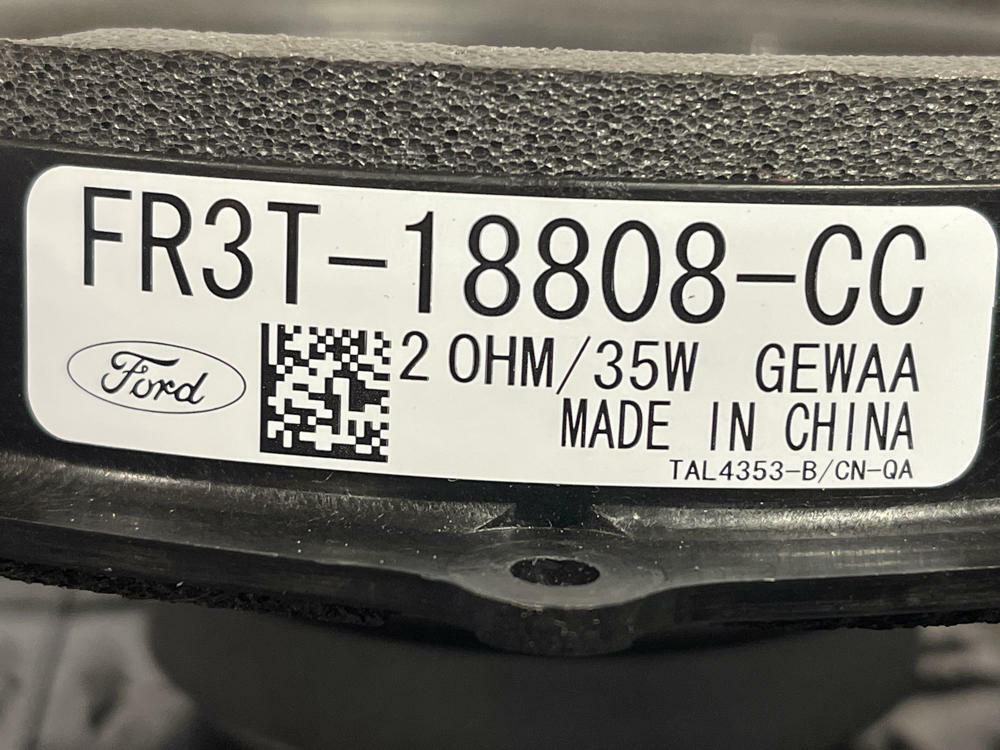 FR3T-18808-CC
Ford
2 OHM/35W GEWAA
MADE IN CHINA
TAL4353-B/CN-QA